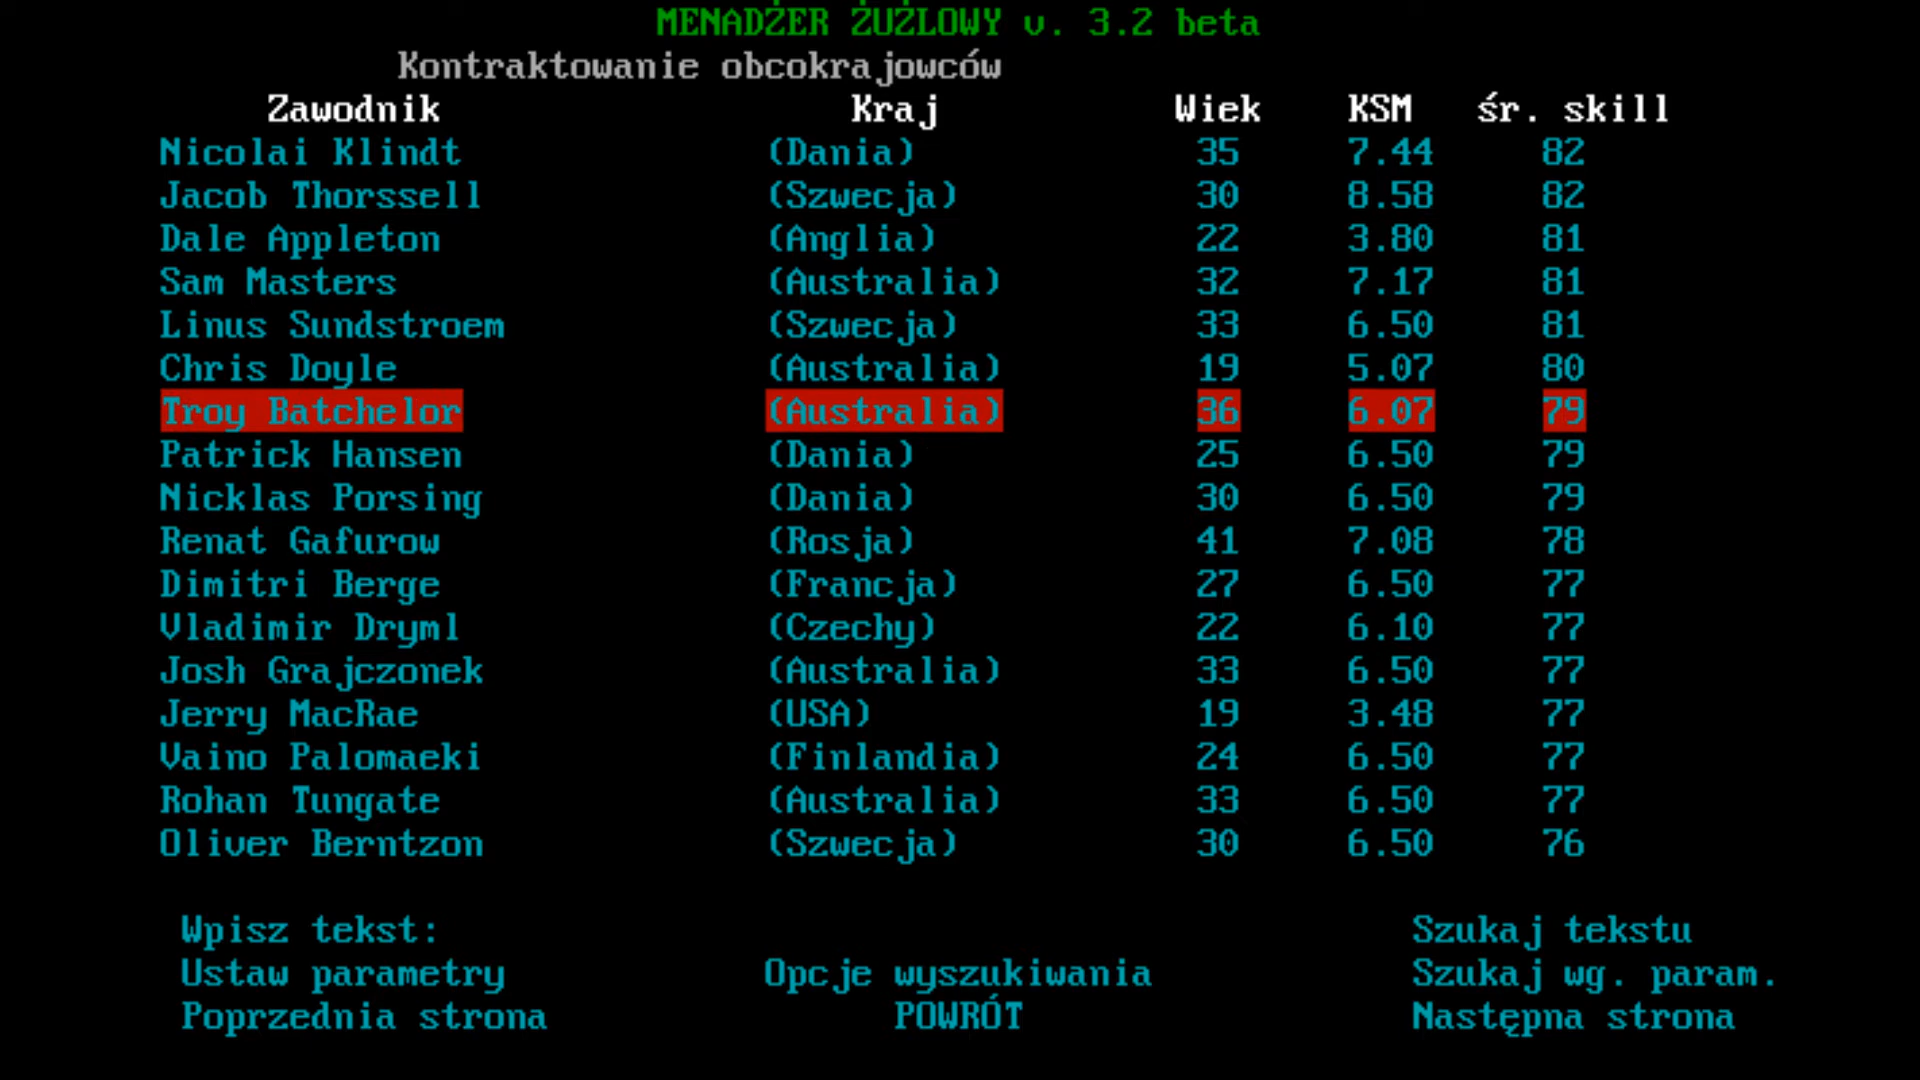 MENADŻER ŻUŻLOWY v. 3.2 beta
Kontraktowanie obcokrajowców
Zawodnik Kraj Wiek KSM śr. skill
Nicolai Klindt (Dania) 35 7.44 82
Jacob Thorssell (Szwecja) 30 8.58 82
Dale Appleton (Anglia) 22 3.80 81
Sam Masters (Australia) 32 7.17 81
Linus Sundstroem (Szwecja) 33 6.50 81
Chris Doyle (Australia) 19 5.07 80
Troy Batchelor (Australia) 36 6.07 79
Patrick Hansen (Dania) 25 6.50 79
Nicklas Porsing (Dania) 30 6.50 79
Renat Gafurow (Rosja) 41 7.08 78
Dimitri Berge (Francja) 27 6.50 77
Vladimir Dryml (Czechy) 22 6.10 77
Josh Grajczonek (Australia) 33 6.50 77
Jerry MacRae (USA) 19 3.48 77
Vaino Palomaeki (Finlandia) 24 6.50 77
Rohan Tungate (Australia) 33 6.50 77
Oliver Berntzon (Szwecja) 30 6.50 76
Wpisz tekst: Szukaj tekstu
Ustaw parametry Opcje wyszukiwania Szukaj wg. param.
Poprzednia strona POWRÓT Następna strona